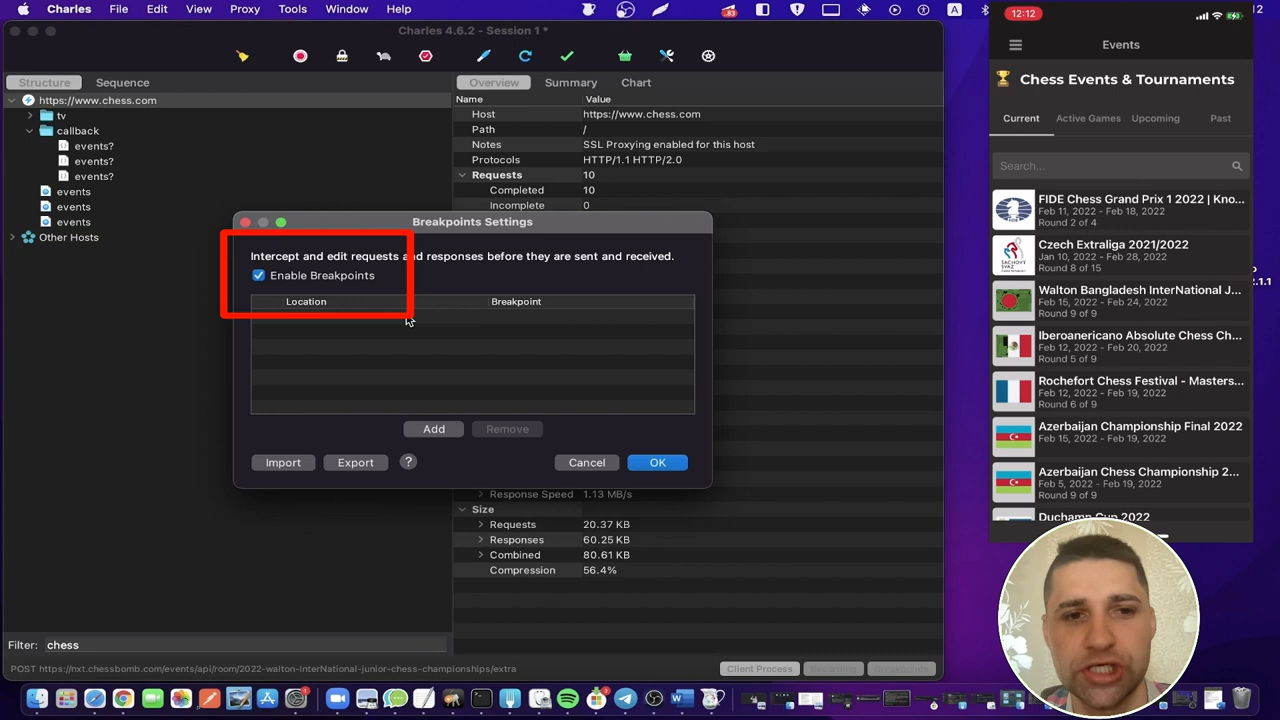 Charles File Edit View Proxy Tools Window Help
.83
A
12
Charles 4.6.2 - Session 1 *
Structure Sequence
https://www.chess.com
tv
callback
events?
events?
events?
events
events
events
Other Hosts
Filter: chess
POST https://nxt.chessbomb.com/events/api/room/2022-walton-InterNational-junior-chess-championships/extra
Overview Summary Chart
Name Value
Host https://www.chess.com
Path /
Notes SSL Proxying enabled for this host
Protocols HTTP/1.1 HTTP/2.0
Requests 10
Completed 10
Incomplete 0
Response Speed 1.13 MB/s
Size
Requests 20.37 KB
Responses 60.25 KB
Combined 80.61 KB
Compression 56.4%
Client Process Recording Breakpoints
Breakpoints Settings
Intercept and edit requests and responses before they are sent and received.
Enable Breakpoints
Location Breakpoint
Add Remove
Import Export ? Cancel OK
12:12
Events
Chess Events & Tournaments
Current Active Games Upcoming Past
Search...
FIDE Chess Grand Prix 1 2022 | Kno...
Feb 11, 2022 - Feb 18, 2022
Round 2 of 4
Czech Extraliga 2021/2022
Jan 10, 2022 - Feb 28, 2022
Round 8 of 15
Walton Bangladesh InterNational J...
Feb 15, 2022 - Feb 24, 2022
Round 9 of 9
Iberoamericano Absolute Chess Ch...
Feb 12, 2022 - Feb 20, 2022
Round 5 of 9
Rochefort Chess Festival - Masters...
Feb 12, 2022 - Feb 19, 2022
Round 6 of 9
Azerbaijan Championship Final 2022
Feb 15, 2022 - Feb 19, 2022
Azerbaijan Chess Championship 2...
Feb 5, 2022 - Feb 19, 2022
Round 9 of 9
Duchamp Cup 2022
2.1.1